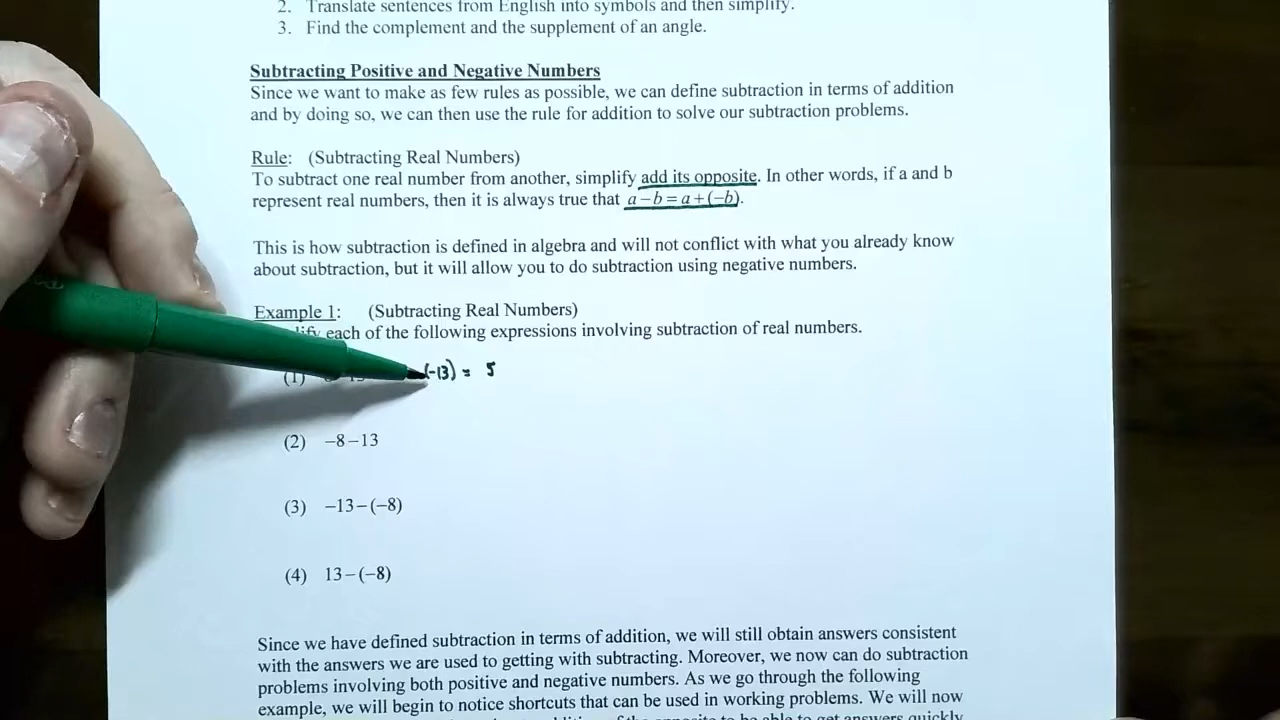 2. Translate sentences from English into symbols and then simplify.
3. Find the complement and the supplement of an angle.
Subtracting Positive and Negative Numbers
Since we want to make as few rules as possible, we can define subtraction in terms of addition
and by doing so, we can then use the rule for addition to solve our subtraction problems.
Rule: (Subtracting Real Numbers)
To subtract one real number from another, simplify add its opposite. In other words, if a and b
represent real numbers, then it is always true that a−b=a+(−b).
This is how subtraction is defined in algebra and will not conflict with what you already know
about subtraction, but it will allow you to do subtraction using negative numbers.
Example 1: (Subtracting Real Numbers)
each of the following expressions involving subtraction of real numbers.
(1) (-13) = 5
(2) −8−13
(3) −13−(−8)
(4) 13−(−8)
Since we have defined subtraction in terms of addition, we will still obtain answers consistent
with the answers we are used to getting with subtracting. Moreover, we now can do subtraction
problems involving both positive and negative numbers. As we go through the following
example, we will begin to notice shortcuts that can be used in working problems. We will now
of the opposite to be able to get answers quickly